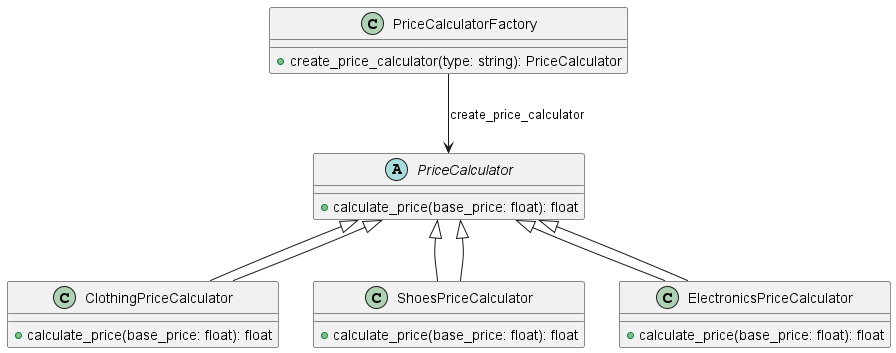 C PriceCalculatorFactory
create_price_calculator(type: string): PriceCalculator
create_price_calculator
A PriceCalculator
calculate_price(base_price: float): float
C ClothingPriceCalculator
calculate_price(base_price: float): float
C ShoesPriceCalculator
calculate_price(base_price: float): float
C ElectronicsPriceCalculator
calculate_price(base_price: float): float